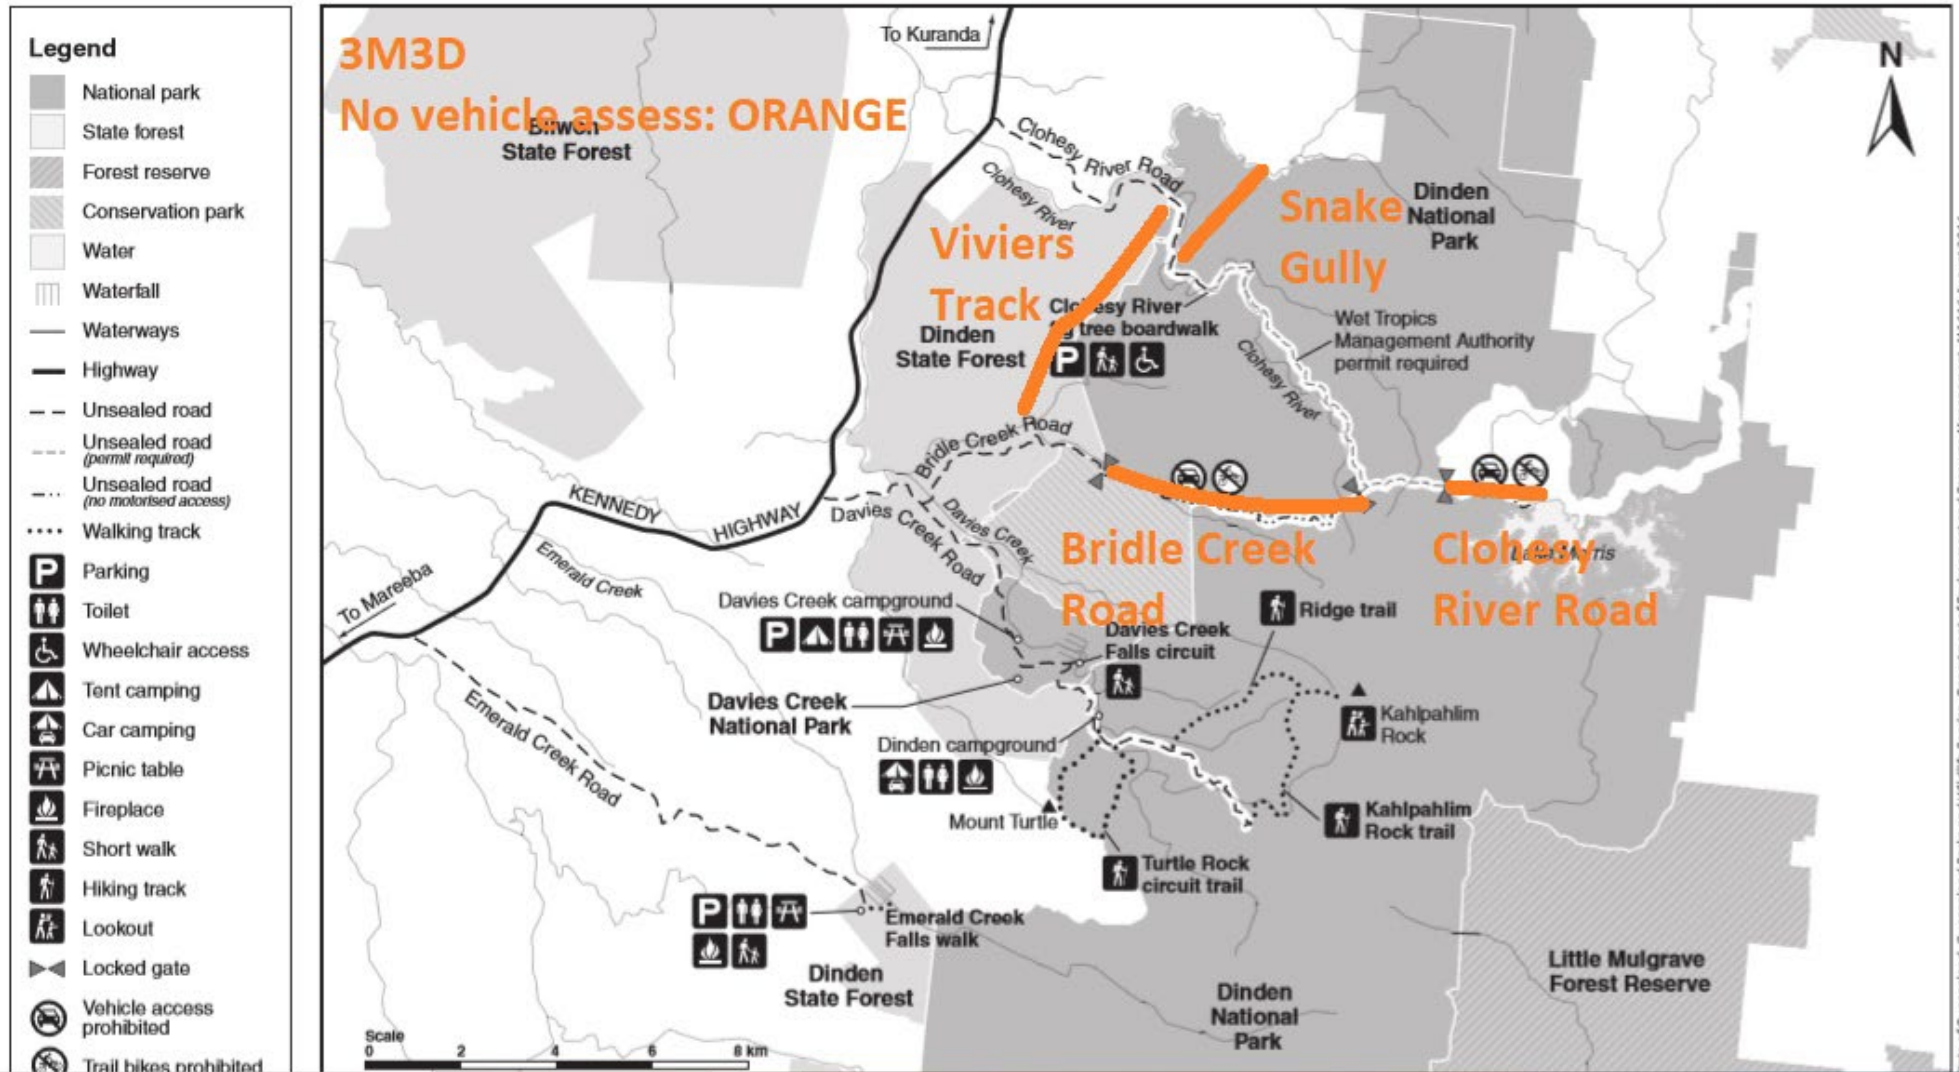 Legend
National park
State forest
Forest reserve
Conservation park
Water
Waterfall
Waterways
Highway
Unsealed road
Unsealed road
(permit required)
Unsealed road
(no motorised access)
Walking track
P Parking
Toilet
Wheelchair access
Tent camping
Car camping
Picnic table
Fireplace
Short walk
Hiking track
Lookout
Locked gate
Vehicle access
prohibited
Trail bikes prohibited
3M3D
No vehicle assess: ORANGE
State Forest
To Kuranda
N
Clohesy River Road
Clohesy River
Snake
Gully
Dinden
National
Park
Viviers
Track
Clohesy River
tree boardwalk
P
Dinden
State Forest
Wet Tropics
Management Authority
permit required
Clohesy River
Bridle Creek Road
KENNEDY HIGHWAY
Davies Creek
Davies Creek Road
Bridle Creek
Road
Clohesy
River Road
To Mareeba
Emerald Creek
Davies Creek campground
P
Ridge trail
Davies Creek
Falls circuit
Davies Creek
National Park
Kahlpahlim
Rock
Dinden campground
Emerald Creek Road
Mount Turtle
Kahlpahlim
Rock trail
Turtle Rock
circuit trail
P
Emerald Creek
Falls walk
Dinden
State Forest
Dinden
National
Park
Little Mulgrave
Forest Reserve
Scale
0 2 4 6 8 km